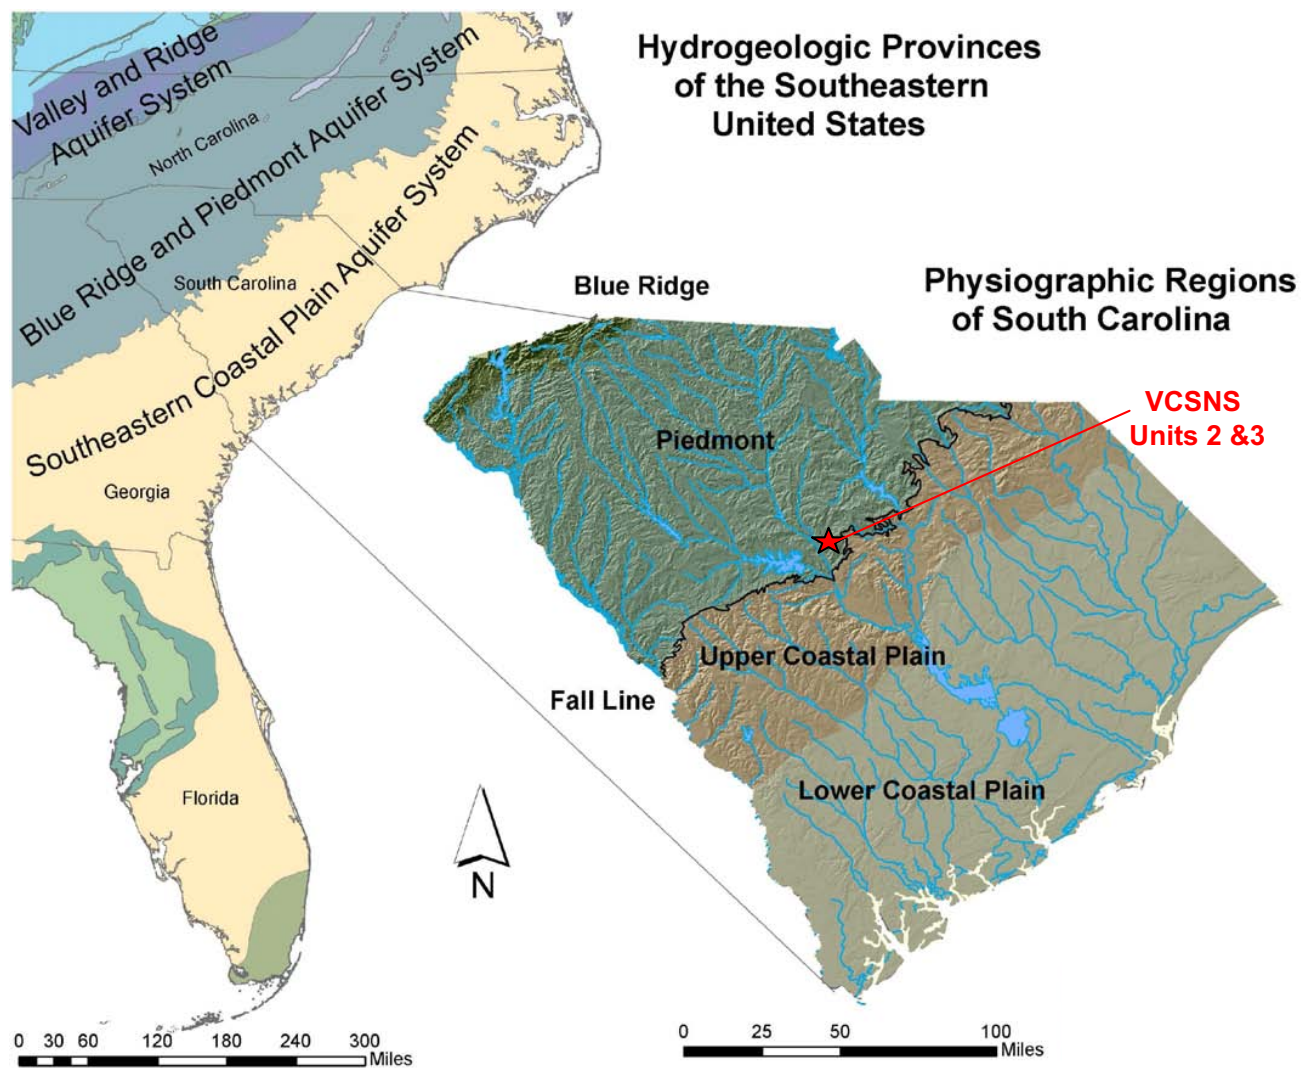 Hydrogeologic Provinces
of the Southeastern
United States
Valley and Ridge
Aquifer System
North Carolina
Blue Ridge and Piedmont Aquifer System
South Carolina
Southeastern Coastal Plain Aquifer System
Georgia
Florida
Physiographic Regions
of South Carolina
Blue Ridge
VCSNS
Units 2 &3
Piedmont
Upper Coastal Plain
Fall Line
Lower Coastal Plain
N
0 30 60 120 180 240 300
Miles
0 25 50 100
Miles